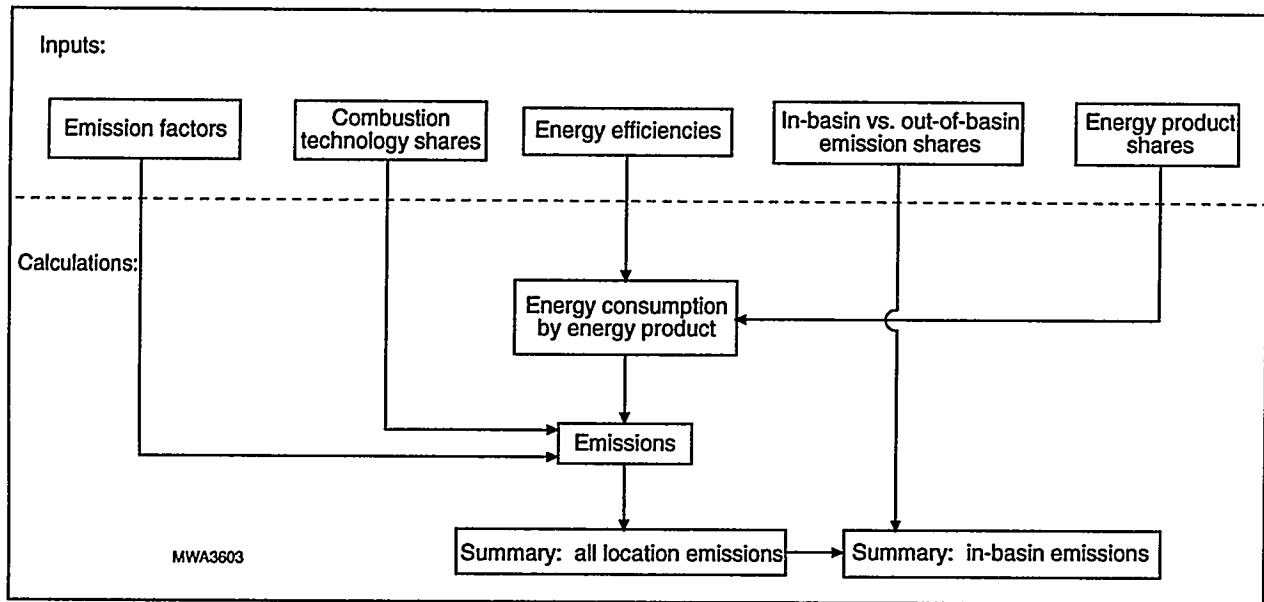 Inputs:
Emission factors
Combustion
technology shares
Energy efficiencies
In-basin vs. out-of-basin
emission shares
Energy product
shares
Calculations:
Energy consumption
by energy product
Emissions
Summary: all location emissions
Summary: in-basin emissions
MWA3603